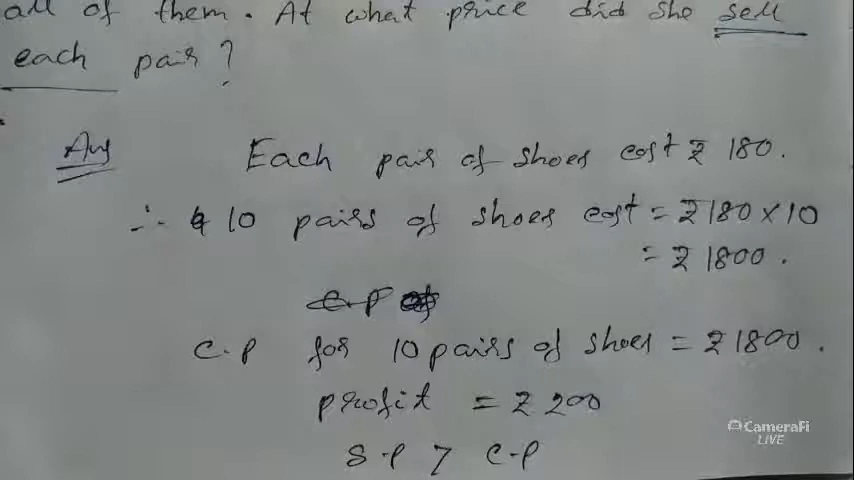 all of them. At what price did she sell
each pair?
Ans Each pair of shoes cost ₹ 180.
∴ 10 pairs of shoes cost = ₹ 180 × 10
= ₹ 1800.
C.P
C.P for 10 pairs of shoes = ₹ 1800.
profit = ₹ 200
S.P > C.P
CameraFi
LIVE